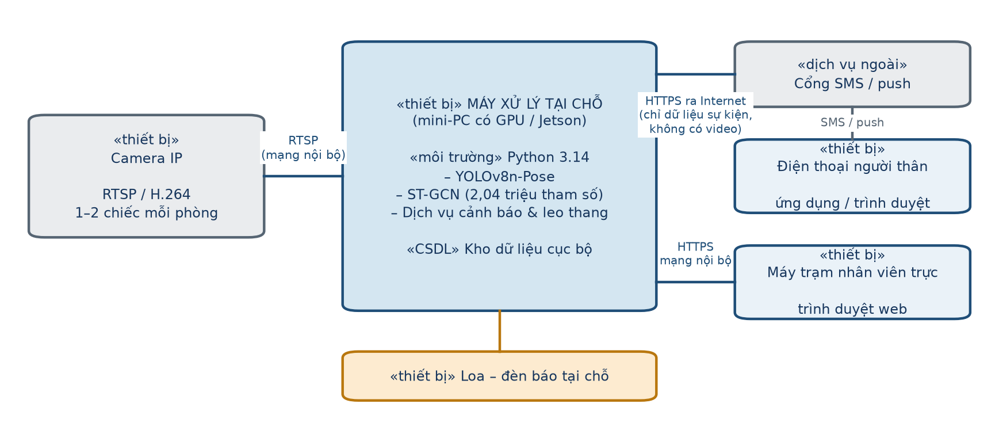 «thiết bị»
Camera IP
RTSP / H.264
1–2 chiếc mỗi phòng
RTSP
(mạng nội bộ)
«thiết bị» MÁY XỬ LÝ TẠI CHỖ
(mini-PC có GPU / Jetson)
«môi trường» Python 3.14
– YOLOv8n-Pose
– ST-GCN (2,04 triệu tham số)
– Dịch vụ cảnh báo & leo thang
«CSDL» Kho dữ liệu cục bộ
HTTPS ra Internet
(chỉ dữ liệu sự kiện,
không có video)
«dịch vụ ngoài»
Cổng SMS / push
SMS / push
«thiết bị»
Điện thoại người thân
ứng dụng / trình duyệt
HTTPS
mạng nội bộ
«thiết bị»
Máy trạm nhân viên trực
trình duyệt web
«thiết bị» Loa – đèn báo tại chỗ